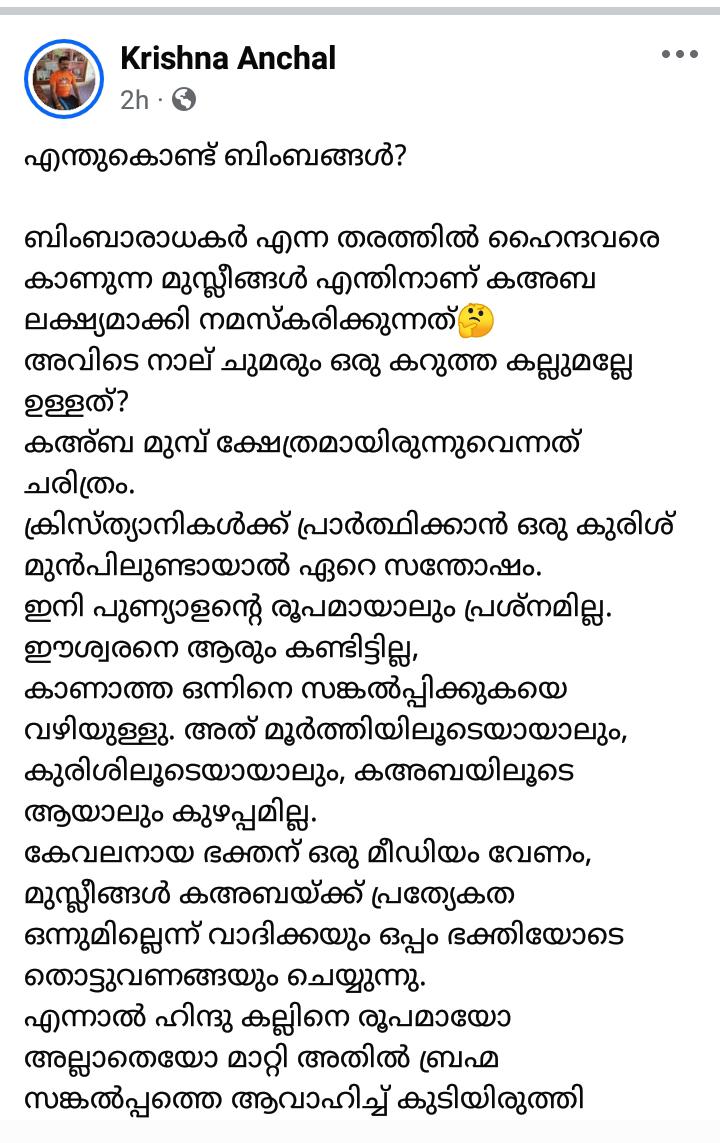 Krishna Anchal
2h ·
എന്തുകൊണ്ട് ബിംബങ്ങൾ?
ബിംബാരാധകർ എന്ന തരത്തിൽ ഹൈന്ദവരെ
കാണുന്ന മുസ്ലീങ്ങൾ എന്തിനാണ് കഅബ
ലക്ഷ്യമാക്കി നമസ്കരിക്കുന്നത്🤔
അവിടെ നാല് ചുമരും ഒരു കറുത്ത കല്ലുമല്ലേ
ഉള്ളത്?
കഅ്ബ മുമ്പ് ക്ഷേത്രമായിരുന്നുവെന്നത്
ചരിത്രം.
ക്രിസ്ത്യാനികൾക്ക് പ്രാർത്ഥിക്കാൻ ഒരു കുരിശ്
മുൻപിലുണ്ടായാൽ ഏറെ സന്തോഷം.
ഇനി പുണ്യാളന്റെ രൂപമായാലും പ്രശ്നമില്ല.
ഈശ്വരനെ ആരും കണ്ടിട്ടില്ല,
കാണാത്ത ഒന്നിനെ സങ്കൽപ്പിക്കുകയെ
വഴിയുള്ളു. അത് മൂർത്തിയിലൂടെയായാലും,
കുരിശിലൂടെയായാലും, കഅബയിലൂടെ
ആയാലും കുഴപ്പമില്ല.
കേവലനായ ഭക്തന് ഒരു മീഡിയം വേണം,
മുസ്ലീങ്ങൾ കഅബയ്ക്ക് പ്രത്യേകത
ഒന്നുമില്ലെന്ന് വാദിക്കയും ഒപ്പം ഭക്തിയോടെ
തൊട്ടുവണങ്ങയും ചെയ്യുന്നു.
എന്നാൽ ഹിന്ദു കല്ലിനെ രൂപമായോ
അല്ലാതെയോ മാറ്റി അതിൽ ബ്രഹ്മ
സങ്കൽപ്പത്തെ ആവാഹിച്ച് കുടിയിരുത്തി